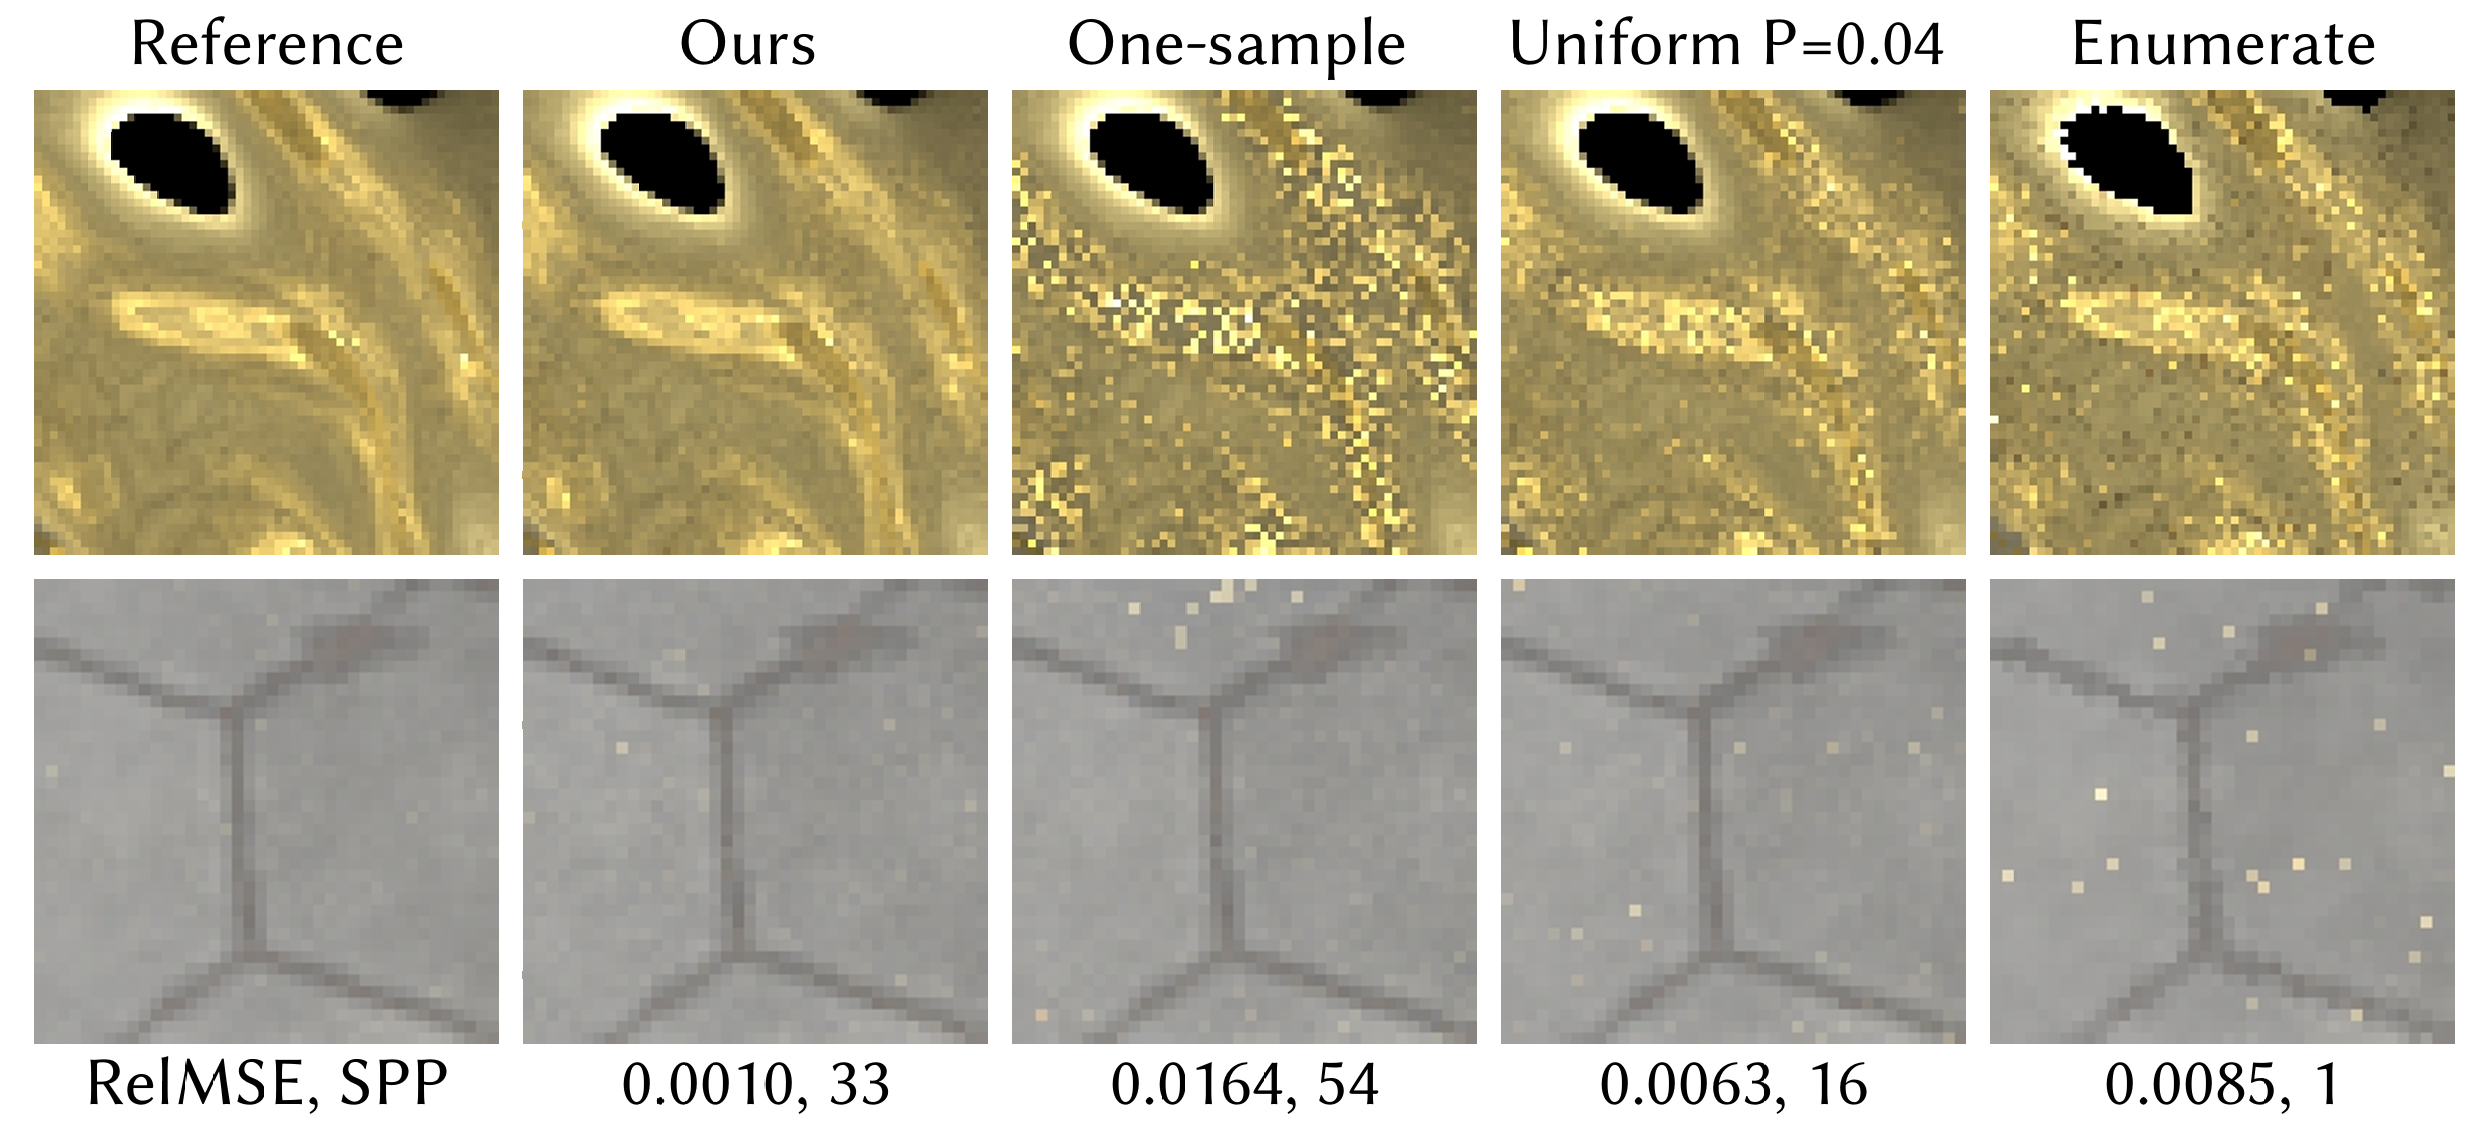 Reference Ours One-sample Uniform P=0.04 Enumerate
RelMSE, SPP 0.0010, 33 0.0164, 54 0.0063, 16 0.0085, 1